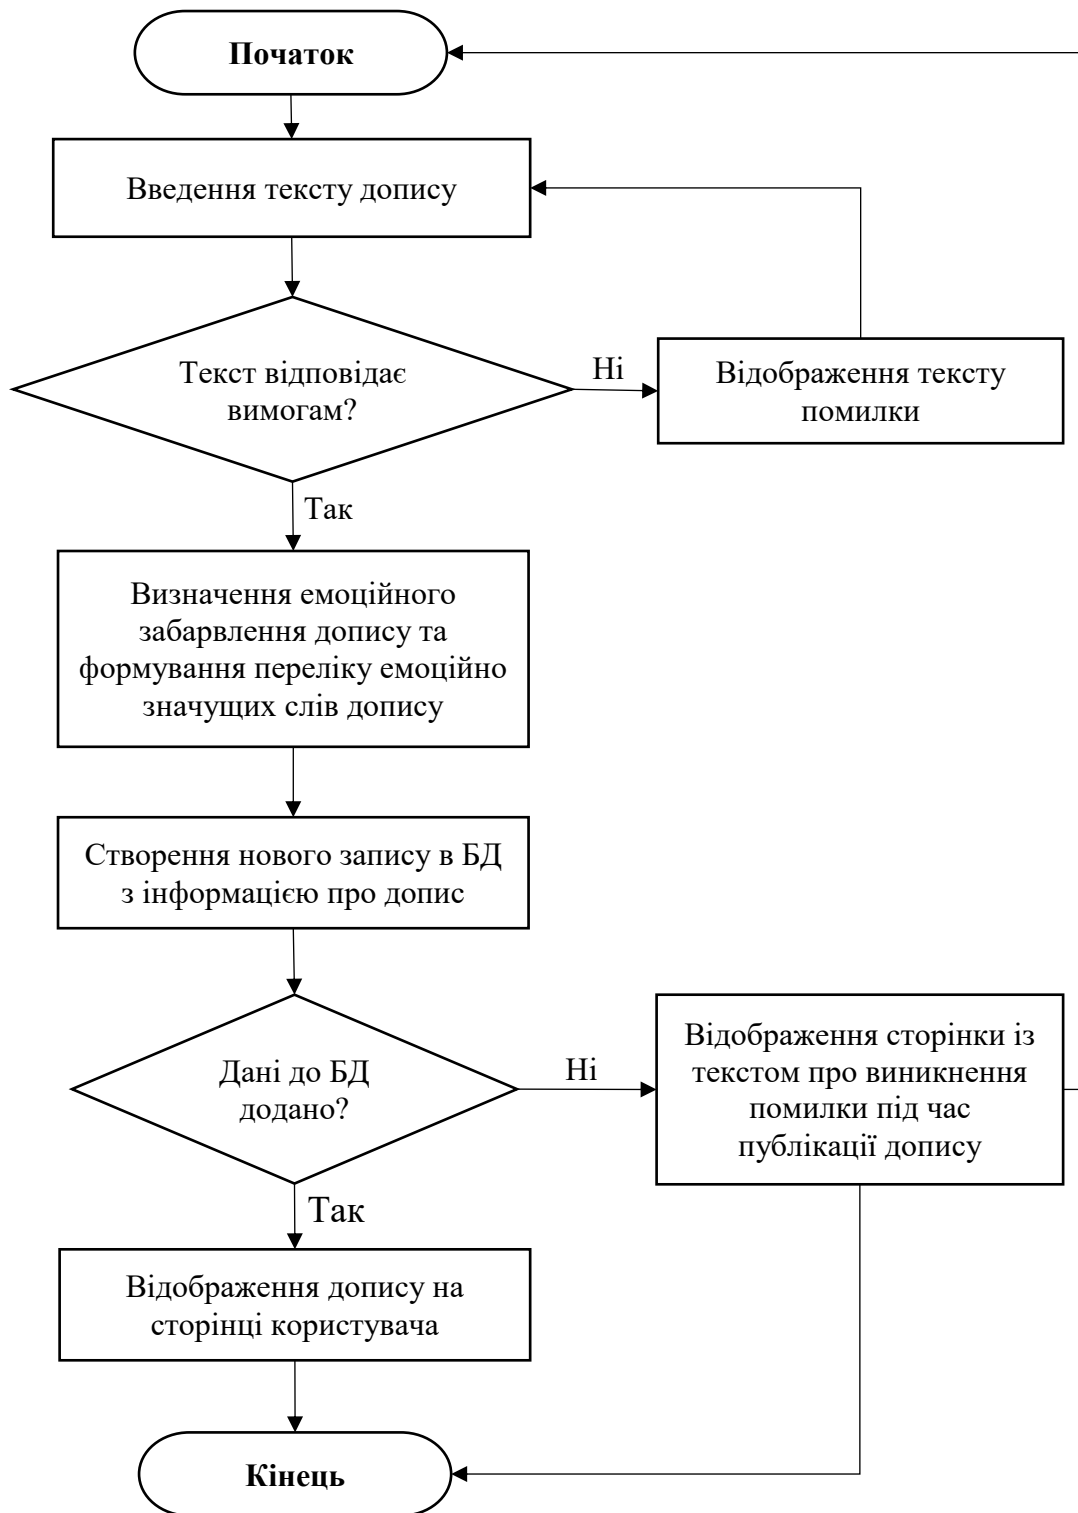 Початок
Введення тексту допису
Текст відповідає
вимогам?
Ні
Відображення тексту
помилки
Так
Визначення емоційного
забарвлення допису та
формування переліку емоційно
значущих слів допису
Створення нового запису в БД
з інформацією про допис
Дані до БД
додано?
Ні
Відображення сторінки із
текстом про виникнення
помилки під час
публікації допису
Так
Відображення допису на
сторінці користувача
Кінець